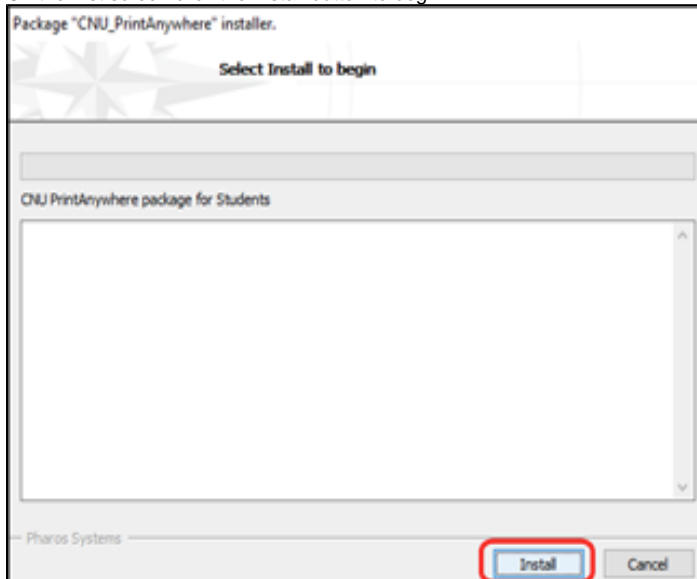 Package "CNU_PrintAnywhere" installer.
Select Install to begin
CNU PrintAnywhere package for Students
Pharos Systems
Install
Cancel